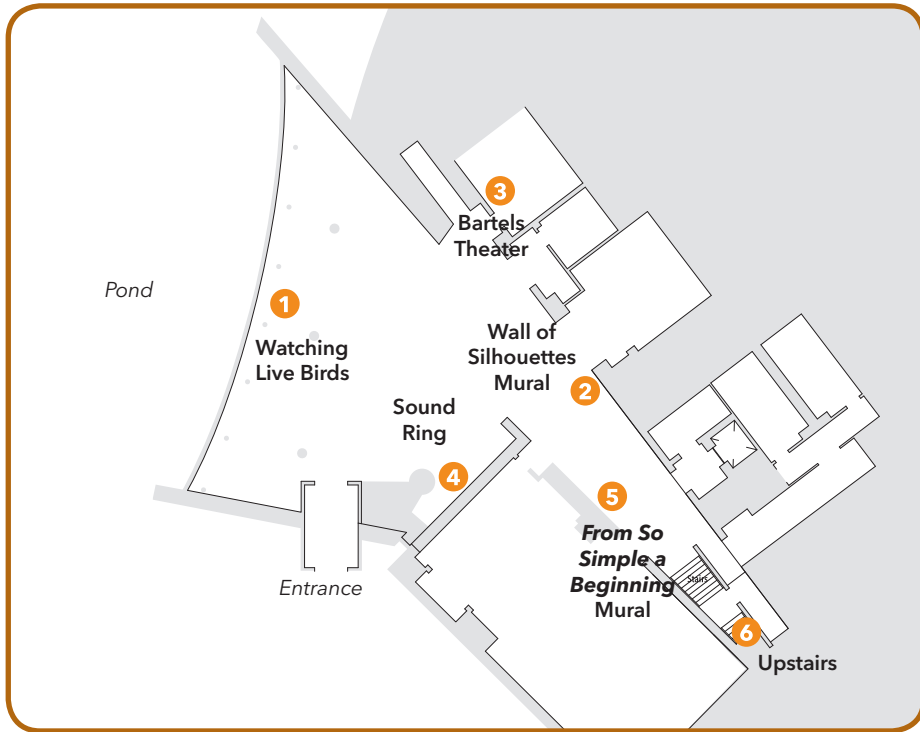 3
Bartels
Theater
Pond
1
Watching
Live Birds
Wall of
Silhouettes
Mural
2
Sound
Ring
4
5
From So
Simple a
Beginning
Mural
Stairs
Entrance
6
Upstairs